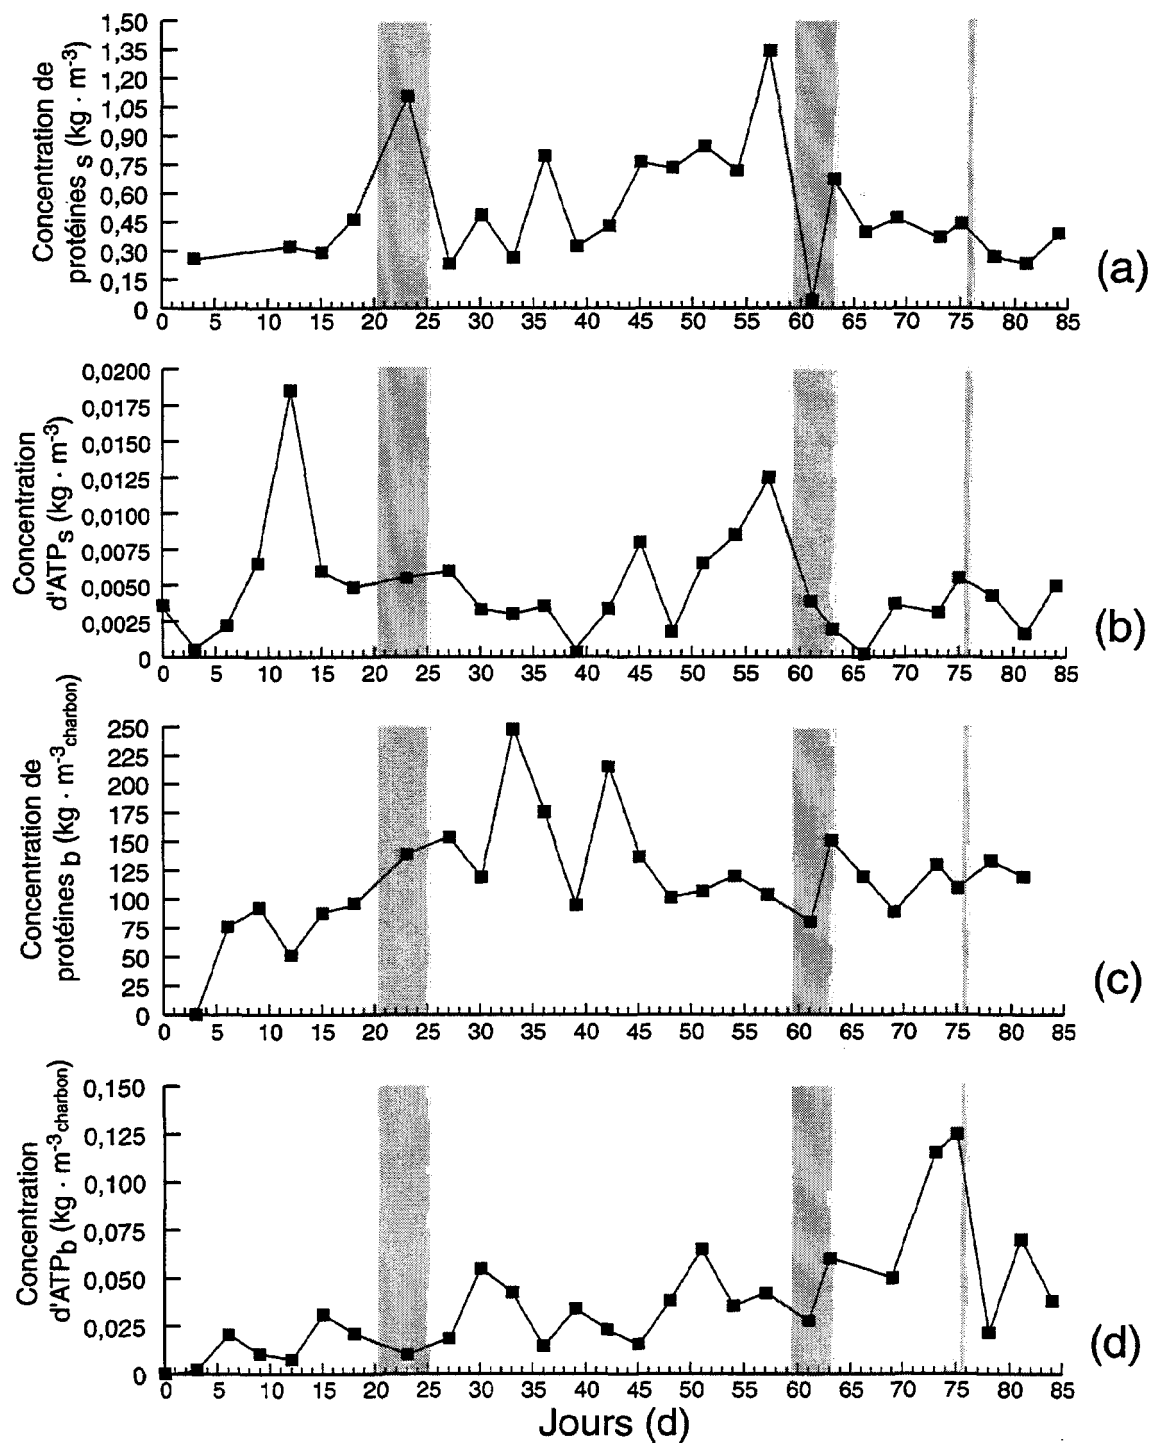 Concentration de
protéines s (kg · m-3)
1,50
1,35
1,20
1,05
0,90
0,75
0,60
0,45
0,30
0,15
0
0 5 10 15 20 25 30 35 40 45 50 55 60 65 70 75 80 85
(a)
Concentration
d'ATPs (kg · m-3)
0,0200
0,0175
0,0150
0,0125
0,0100
0,0075
0,0050
0,0025
0
0 5 10 15 20 25 30 35 40 45 50 55 60 65 70 75 80 85
(b)
Concentration de
protéines b (kg · m-3charbon)
250
225
200
175
150
125
100
75
50
25
0
0 5 10 15 20 25 30 35 40 45 50 55 60 65 70 75 80 85
(c)
Concentration
d'ATPb (kg · m-3charbon)
0,150
0,125
0,100
0,075
0,050
0,025
0
0 5 10 15 20 25 30 35 40 45 50 55 60 65 70 75 80 85
(d)
Jours (d)